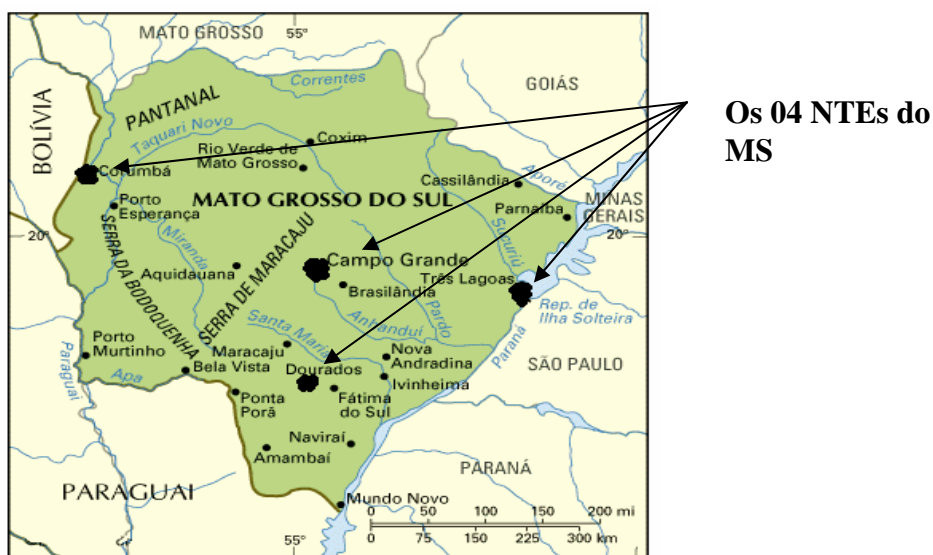 MATO GROSSO
55°
GOIÁS
BOLÍVIA
PANTANAL
Correntes
Taquari Novo
Coxim
Rio Verde de
Mato Grosso
Corumbá
Cassilândia
Aporé
MINAS
GERAIS
Parnaíba
Porto
Esperança
MATO GROSSO DO SUL
20°
20°
SERRA DA BODOQUENHA
Miranda
SERRA DE MARACAJU
Sucuriú
Aquidauana
Campo Grande
Três Lagoas
Brasilândia
Rep. de
Ilha Solteira
Pardo
Anhanduí
Paraná
Santa Maria
Porto
Murtinho
Maracaju
Nova
Andradina
SÃO PAULO
Paraguai
Apa
Bela Vista
Dourados
Ivinheima
Ponta
Porã
Fátima
do Sul
Naviraí
Amambaí
PARANÁ
PARAGUAI
Mundo Novo
0 50 100 150 200 mi
0 75 150 225 300 km
55°
Os 04 NTEs do
MS